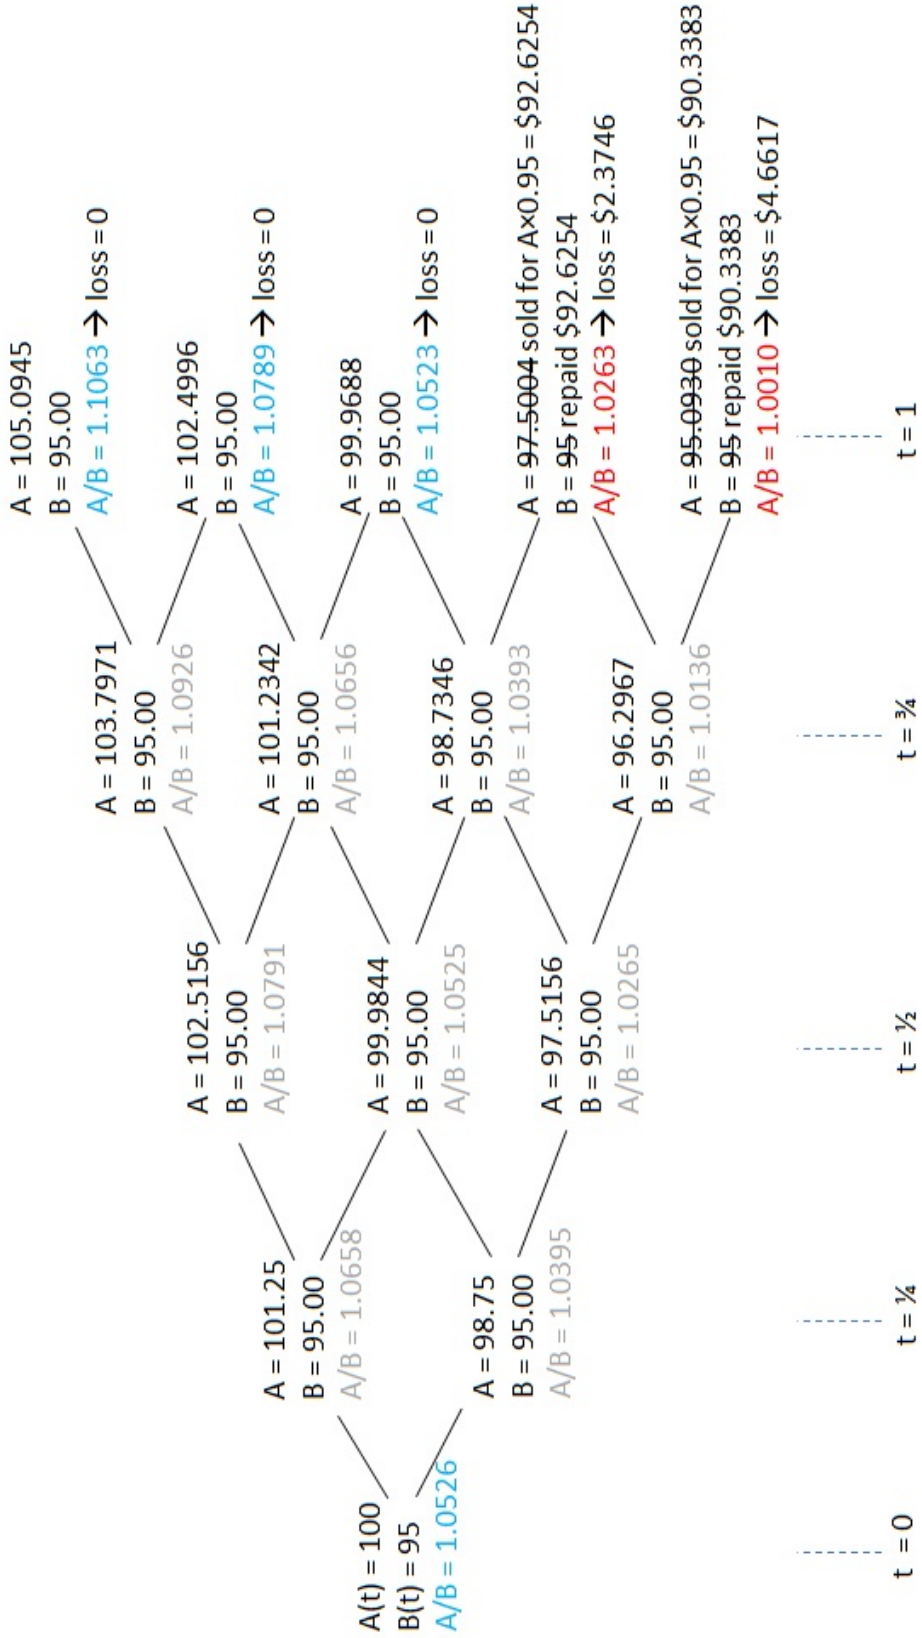 A(t) = 100
B(t) = 95
A/B = 1.0526
A = 101.25
B = 95.00
A/B = 1.0658
A = 98.75
B = 95.00
A/B = 1.0395
A = 102.5156
B = 95.00
A/B = 1.0791
A = 99.9844
B = 95.00
A/B = 1.0525
A = 97.5156
B = 95.00
A/B = 1.0265
A = 103.7971
B = 95.00
A/B = 1.0926
A = 101.2342
B = 95.00
A/B = 1.0656
A = 98.7346
B = 95.00
A/B = 1.0393
A = 96.2967
B = 95.00
A/B = 1.0136
A = 105.0945
B = 95.00
A/B = 1.1063 → loss = 0
A = 102.4996
B = 95.00
A/B = 1.0789 → loss = 0
A = 99.9688
B = 95.00
A/B = 1.0523 → loss = 0
A = 97.5004 sold for A×0.95 = $92.6254
B = 95 repaid $92.6254
A/B = 1.0263 → loss = $2.3746
A = 95.0930 sold for A×0.95 = $90.3383
B = 95 repaid $90.3383
A/B = 1.0010 → loss = $4.6617
t = 0
t = ¼
t = ½
t = ¾
t = 1